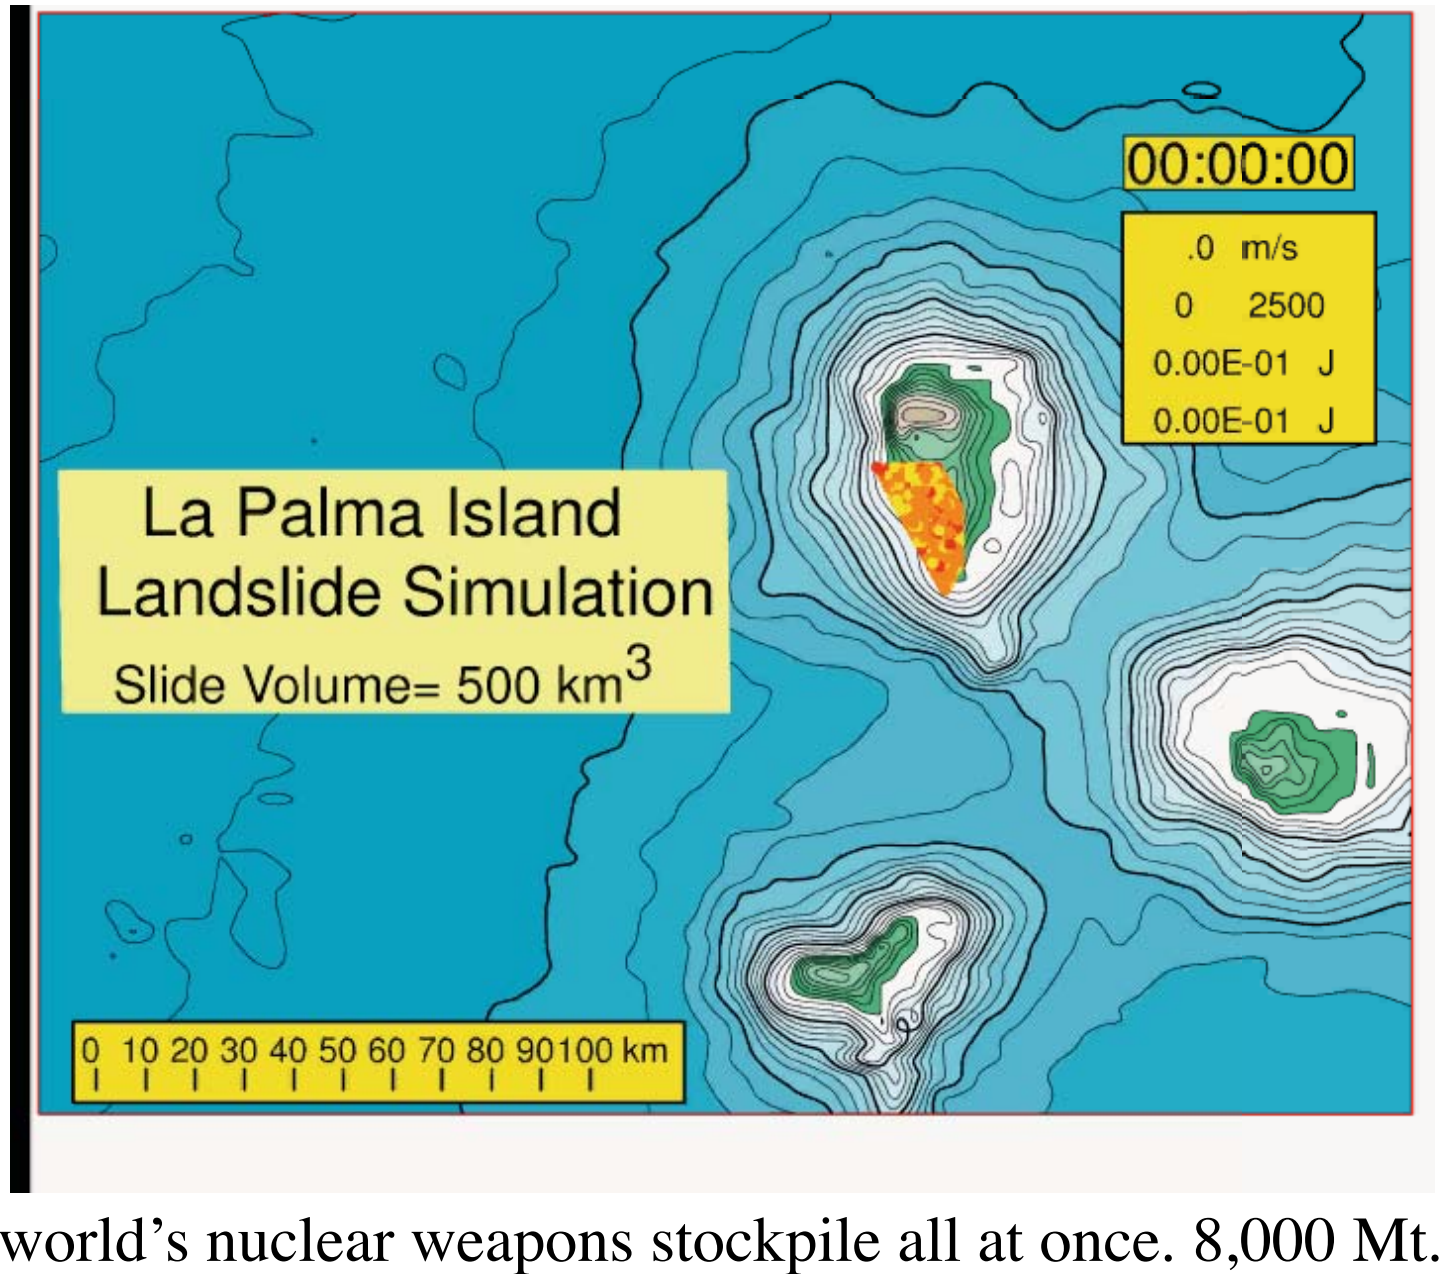 00:00:00
.0 m/s
0 2500
0.00E-01 J
0.00E-01 J
La Palma Island
Landslide Simulation
Slide Volume= 500 km³
0 10 20 30 40 50 60 70 80 90 100 km
world’s nuclear weapons stockpile all at once. 8,000 Mt.